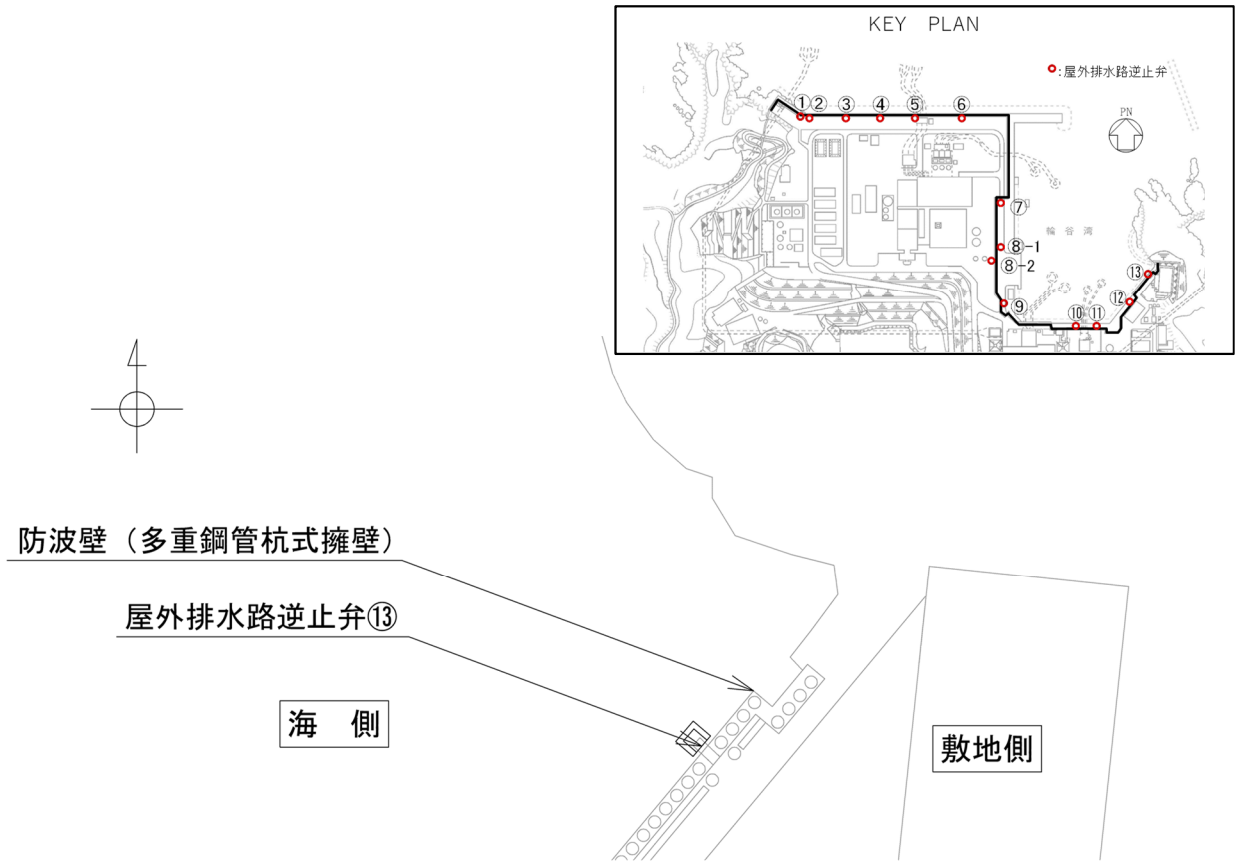 KEY PLAN
:屋外排水路逆止弁
① ② ③ ④ ⑤ ⑥
PN
⑦
輪谷湾
⑧-1
⑧-2
⑬
⑨
⑫
⑩ ⑪
防波壁（多重鋼管杭式擁壁）
屋外排水路逆止弁⑬
海 側
敷地側